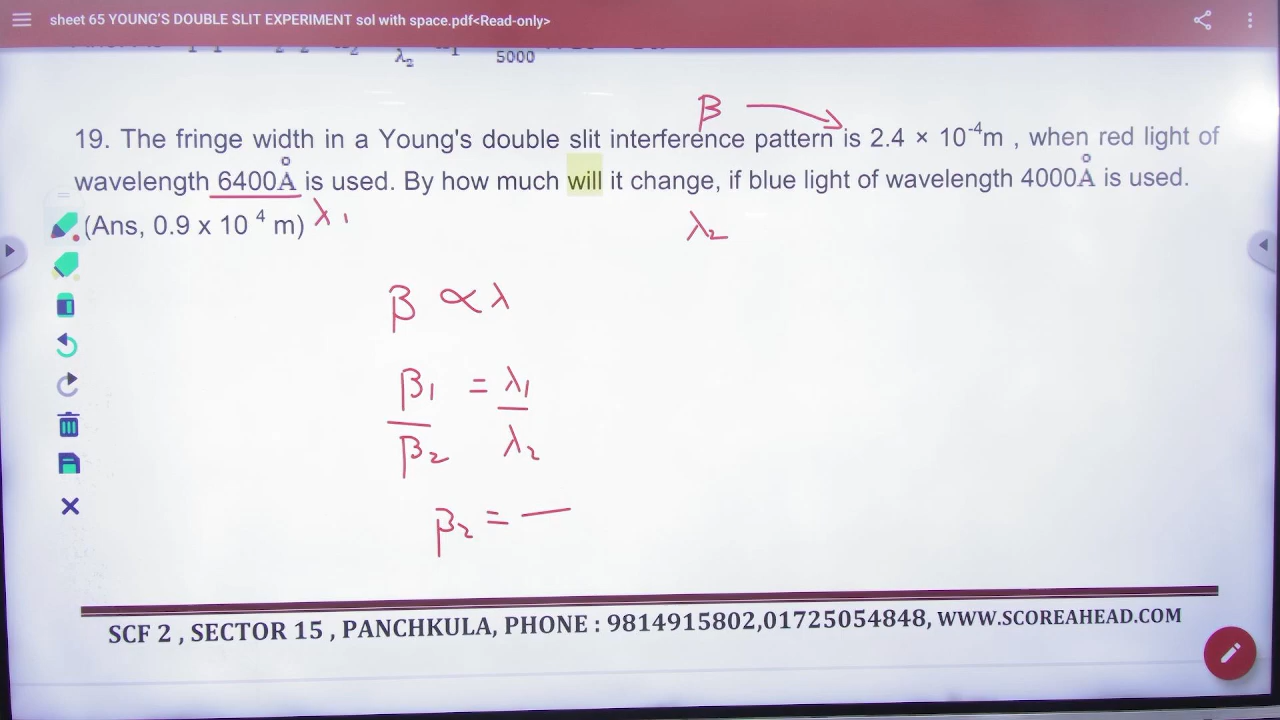 sheet 65 YOUNG'S DOUBLE SLIT EXPERIMENT sol with space.pdf<Read-only>
λ₂ 5000
β
19. The fringe width in a Young's double slit interference pattern is 2.4 × 10⁻⁴m , when red light of
wavelength 6400Å is used. By how much will it change, if blue light of wavelength 4000Å is used.
(Ans, 0.9 x 10 ⁴ m) λ₁
λ₂
β ∝ λ
β₁ = λ₁
β₂ λ₂
β₂ =
SCF 2 , SECTOR 15 , PANCHKULA, PHONE : 9814915802,01725054848, WWW.SCOREAHEAD.COM